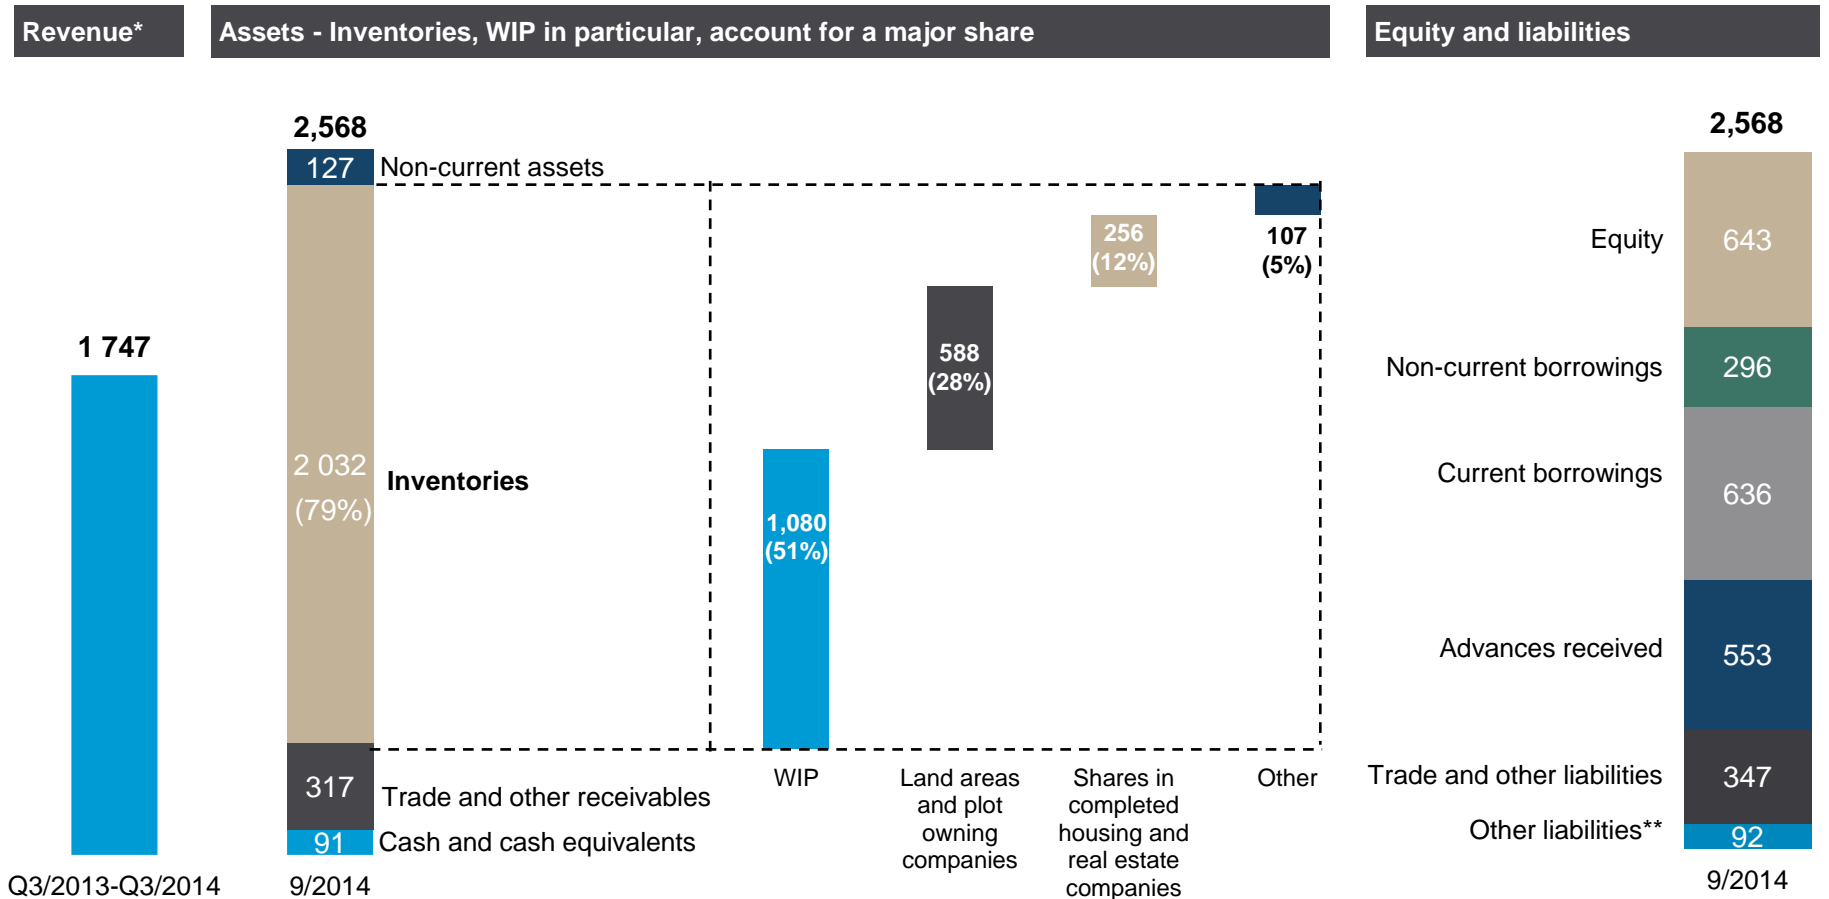 Revenue*
Assets - Inventories, WIP in particular, account for a major share
Equity and liabilities
1 747
Q3/2013-Q3/2014
2,568
127
Non-current assets
2 032
(79%)
Inventories
317
Trade and other receivables
91
Cash and cash equivalents
9/2014
1,080
(51%)
588
(28%)
256
(12%)
107
(5%)
WIP
Land areas
and plot
owning
companies
Shares in
completed
housing and
real estate
companies
Other
2,568
Equity
643
Non-current borrowings
296
Current borrowings
636
Advances received
553
Trade and other liabilities
347
Other liabilities**
92
9/2014